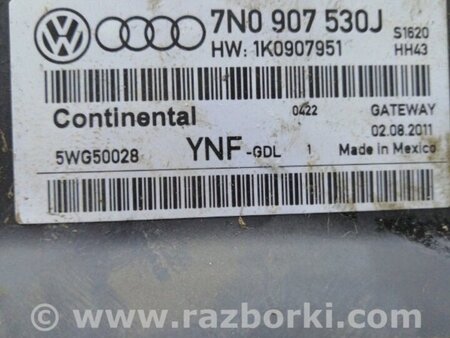 7N0 907 530J
HW: 1K0907951
S1620
HH43
Continental
0422
GATEWAY
02.08.2011
5WG50028
YNF-GDL
1
Made in Mexico
© www.razborki.com